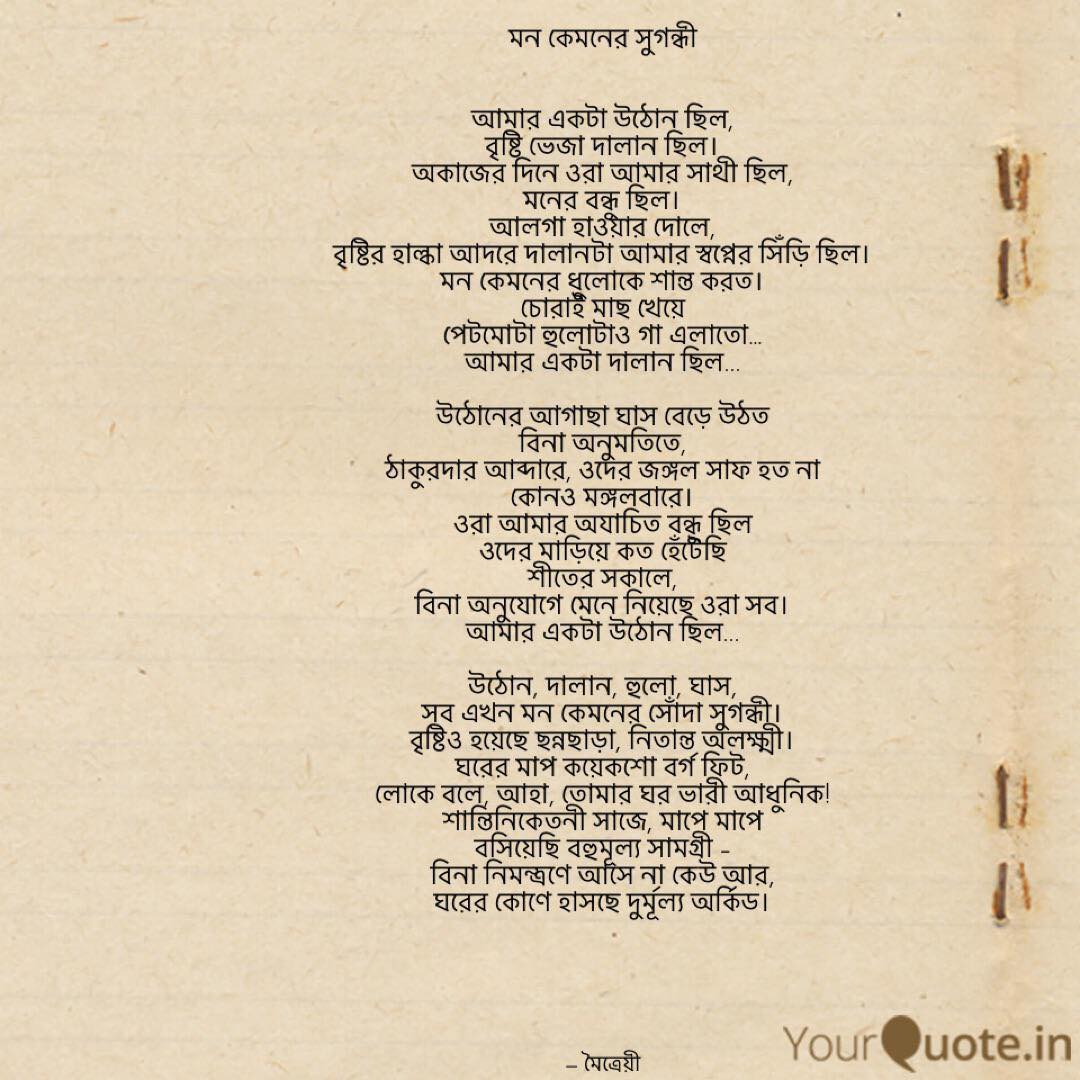 মন কেমনের সুগন্ধী
আমার একটা উঠোন ছিল,
বৃষ্টি ভেজা দালান ছিল।
অকাজের দিনে ওরা আমার সাথী ছিল,
মনের বন্ধু ছিল।
আলগা হাওয়ার দোলে,
বৃষ্টির হাল্কা আদরে দালানটা আমার স্বপ্নের সিঁড়ি ছিল।
মন কেমনের ধুলোকে শান্ত করত।
চোরাই মাছ খেয়ে
পেটমোটা হুলোটাও গা এলাতো...
আমার একটা দালান ছিল...
উঠোনের আগাছা ঘাস বেড়ে উঠত
বিনা অনুমতিতে,
ঠাকুরদার আব্দারে, ওদের জঙ্গল সাফ হত না
কোনও মঙ্গলবারে।
ওরা আমার অযাচিত বন্ধু ছিল
ওদের মাড়িয়ে কত হেঁটেছি
শীতের সকালে,
বিনা অনুযোগে মেনে নিয়েছে ওরা সব।
আমার একটা উঠোন ছিল...
উঠোন, দালান, হুলো, ঘাস,
সব এখন মন কেমনের সোঁদা সুগন্ধী।
বৃষ্টিও হয়েছে ছন্নছাড়া, নিতান্ত অলক্ষ্মী।
ঘরের মাপ কয়েকশো বর্গ ফিট,
লোকে বলে, আহা, তোমার ঘর ভারী আধুনিক!
শান্তিনিকেতনী সাজে, মাপে মাপে
বসিয়েছি বহুমূল্য সামগ্রী -
বিনা নিমন্ত্রণে আসে না কেউ আর,
ঘরের কোণে হাসছে দুর্মূল্য অর্কিড।
- মৈত্রেয়ী
YourQuote.in